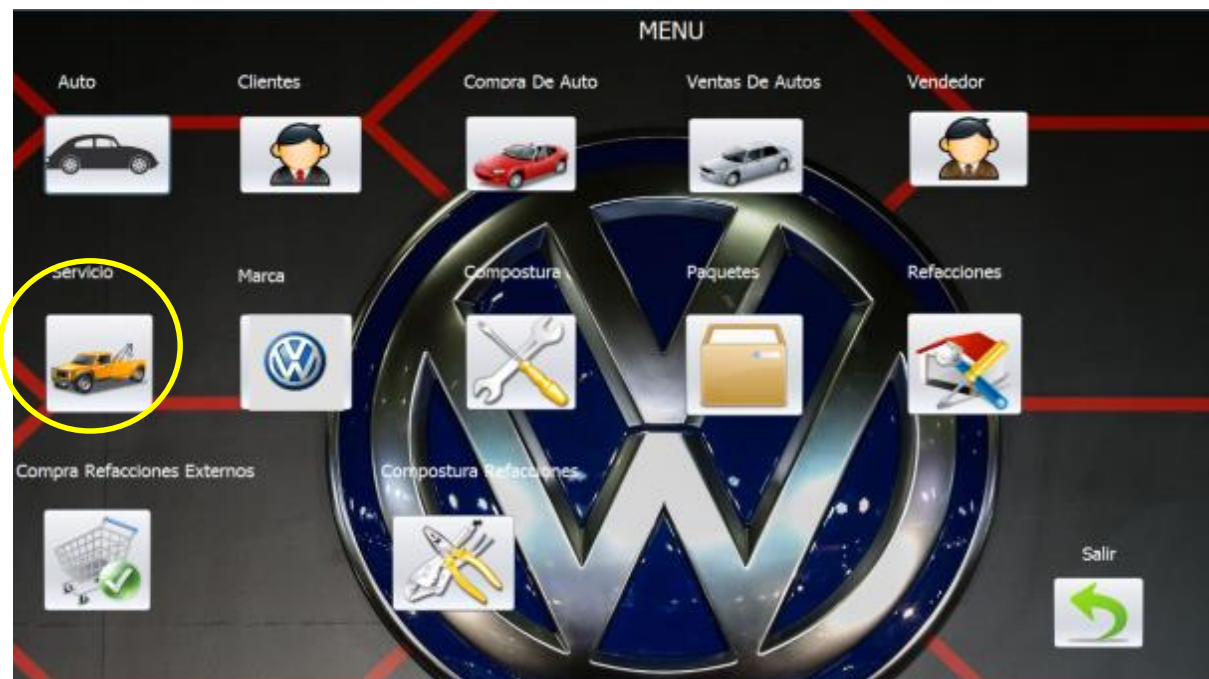 MENU
Auto
Clientes
Compra De Auto
Ventas De Autos
Vendedor
Servicio
Marca
Compostura
Paquetes
Refacciones
Compra Refacciones Externos
Compostura Refacciones
Salir